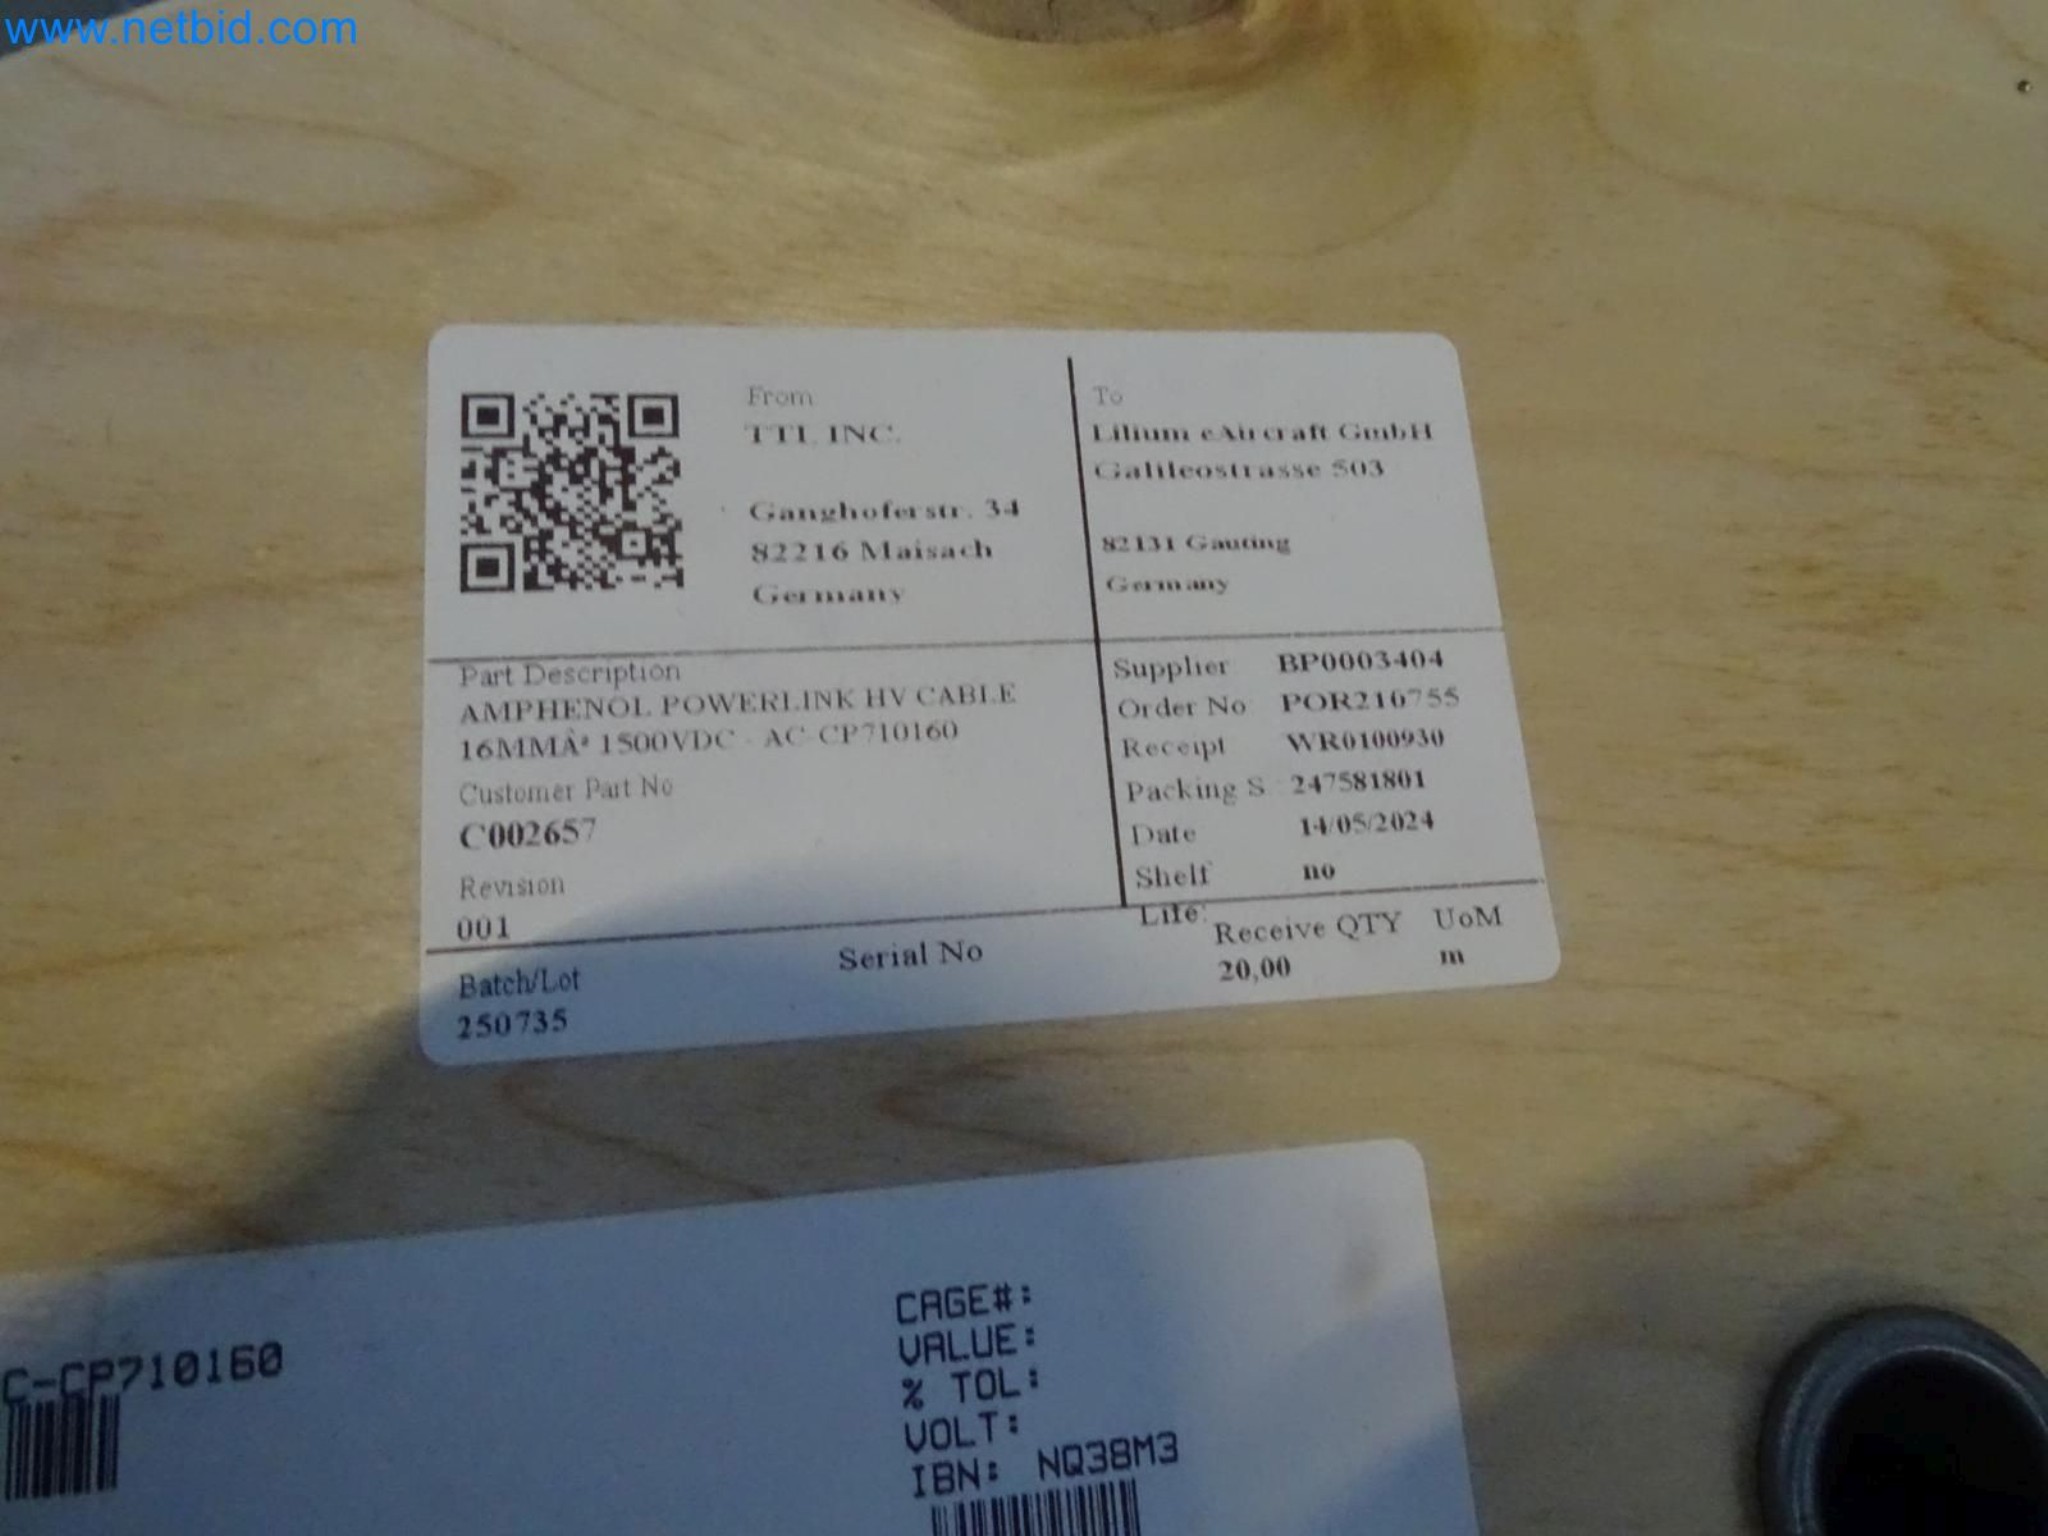 www.netbid.com
From
TTI, INC.
Ganghoferstr. 34
82216 Maisach
Germany
To
Lilium eAircraft GmbH
Galileostrasse 503
82131 Gauting
Germany
Part Description
AMPHENOL POWERLINK HV CABLE
16MMÂ² 1500VDC - AC-CP710160
Customer Part No
C002657
Revision
001
Supplier BP0003404
Order No POR210755
Receipt WR0100930
Packing S 247581801
Date 14/05/2024
Shelf no
Life:
Batch/Lot
250735
Serial No
Receive QTY
20,00
UoM
m
C-CP710160
CAGE#:
VALUE:
% TOL:
VOLT:
IBN: NQ38M3